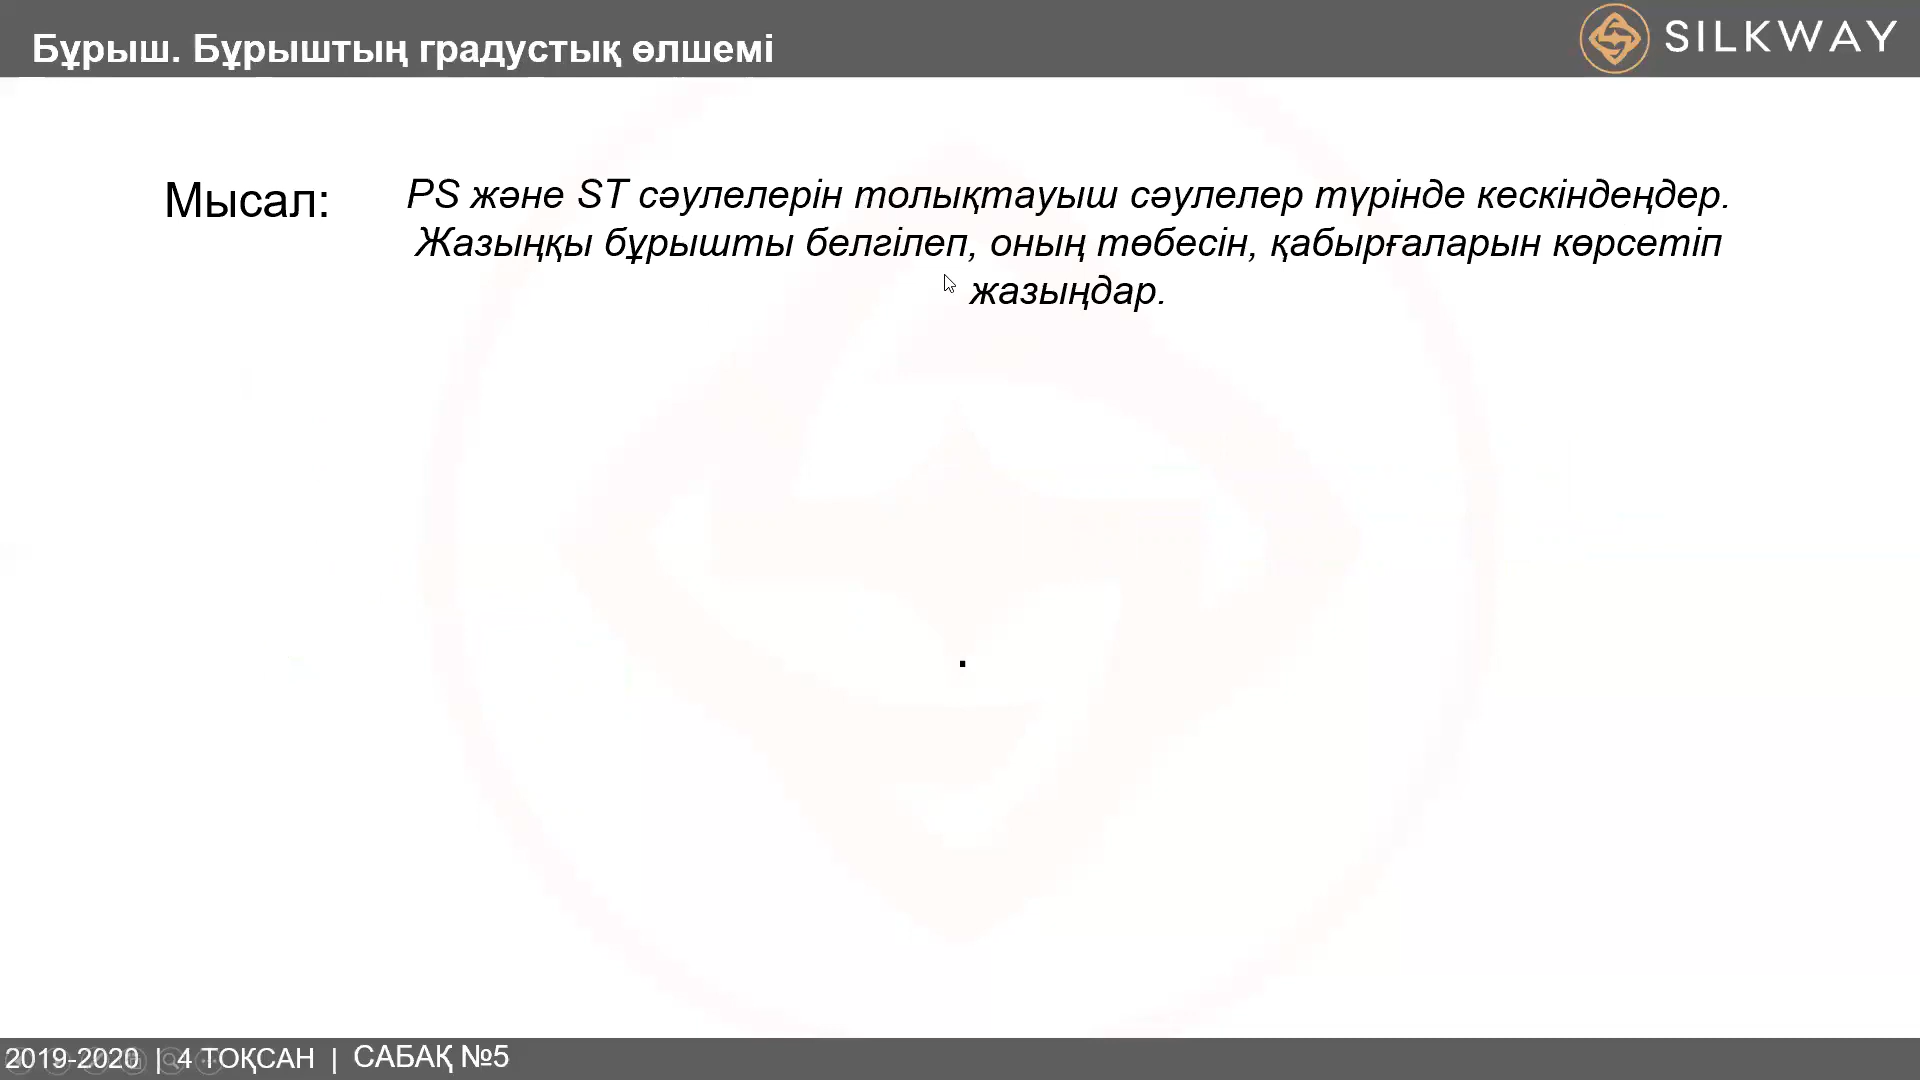 Бұрыш. Бұрыштың градустық өлшемі
SILKWAY
Мысал:
PS және ST сәулелерін толықтауыш сәулелер түрінде кескіндеңдер.
Жазыңқы бұрышты белгілеп, оның төбесін, қабырғаларын көрсетіп
жазыңдар.
.
2019-2020 | 4 ТОҚСАН | САБАҚ №5